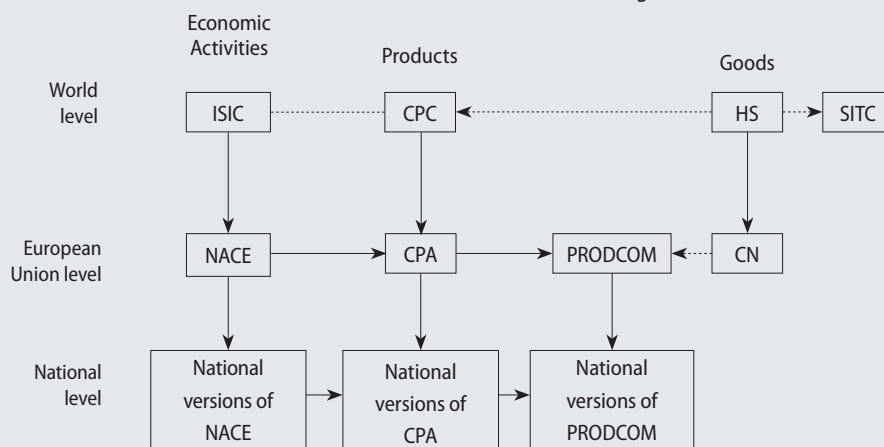 Economic
Activities
Products
Goods
World
level
ISIC
CPC
HS
SITC
European
Union level
NACE
CPA
PRODCOM
CN
National
level
National
versions of
NACE
National
versions of
CPA
National
versions of
PRODCOM